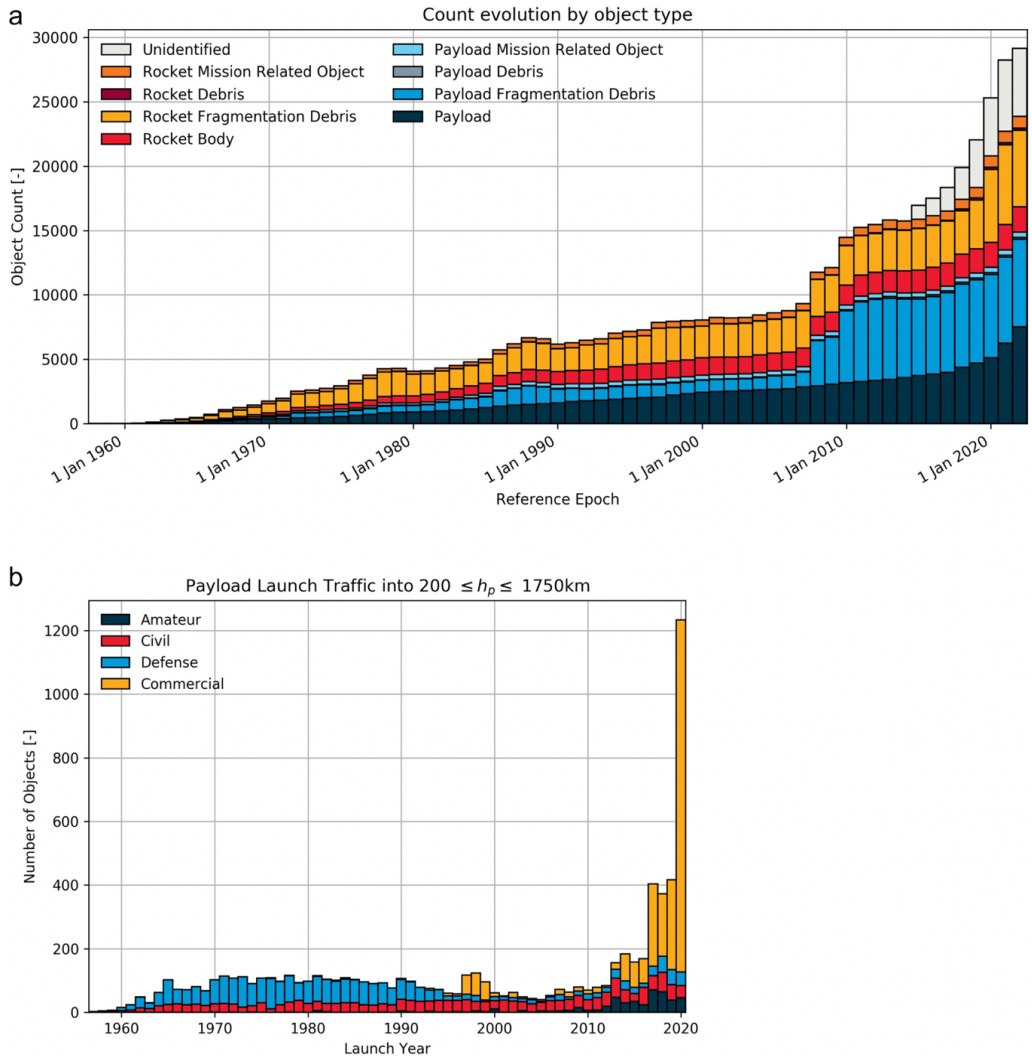 a
Count evolution by object type
30000
25000
20000
15000
10000
5000
0
Object Count [-]
Unidentified
Rocket Mission Related Object
Rocket Debris
Rocket Fragmentation Debris
Rocket Body
Payload Mission Related Object
Payload Debris
Payload Fragmentation Debris
Payload
1 Jan 1960
1 Jan 1970
1 Jan 1980
1 Jan 1990
1 Jan 2000
1 Jan 2010
1 Jan 2020
Reference Epoch
b
Payload Launch Traffic into 200 ≤ hₚ ≤ 1750km
1200
1000
800
600
400
200
0
Number of Objects [-]
Amateur
Civil
Defense
Commercial
1960 1970 1980 1990 2000 2010 2020
Launch Year